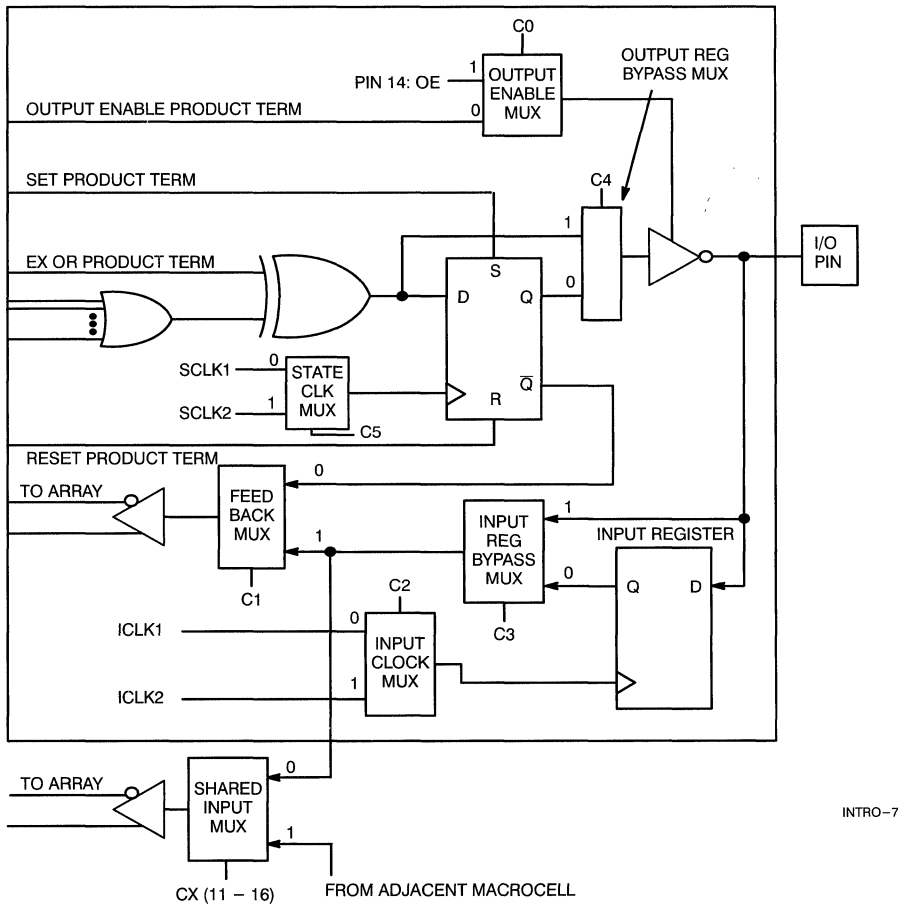 C0
OUTPUT REG
BYPASS MUX
1
PIN 14: OE
OUTPUT
ENABLE
MUX
0
OUTPUT ENABLE PRODUCT TERM
SET PRODUCT TERM
C4
1
I/O
PIN
EX OR PRODUCT TERM
S
D
Q
0
SCLK1
0
STATE
CLK
MUX
Q̅
SCLK2
1
R
C5
RESET PRODUCT TERM
0
TO ARRAY
FEED
BACK
MUX
1
INPUT
REG
BYPASS
MUX
1
INPUT REGISTER
0
Q
D
C1
C2
C3
ICLK1
0
INPUT
CLOCK
MUX
ICLK2
1
TO ARRAY
SHARED
INPUT
MUX
0
1
INTRO–7
CX (11 – 16)
FROM ADJACENT MACROCELL